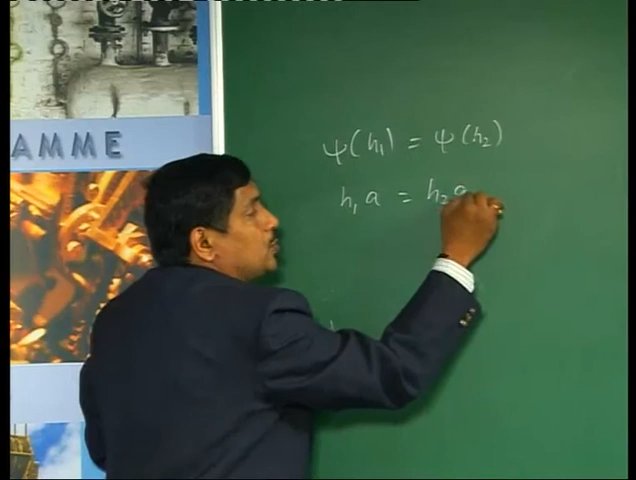 AMME
ψ(h₁) = ψ(h₂)
h₁a = h₂a